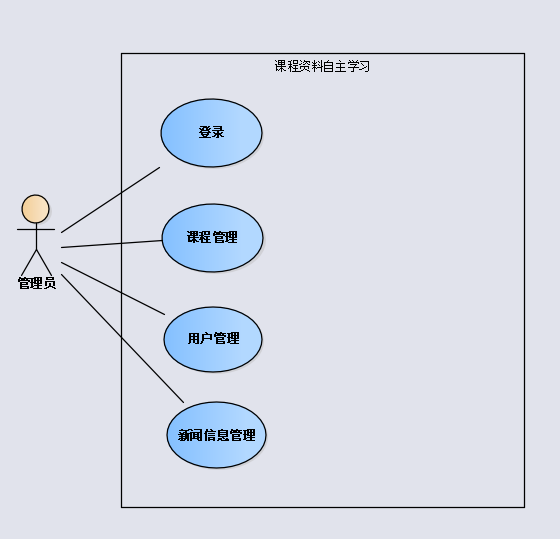 课程资料自主学习
登录
课程管理
管理员
用户管理
新闻信息管理